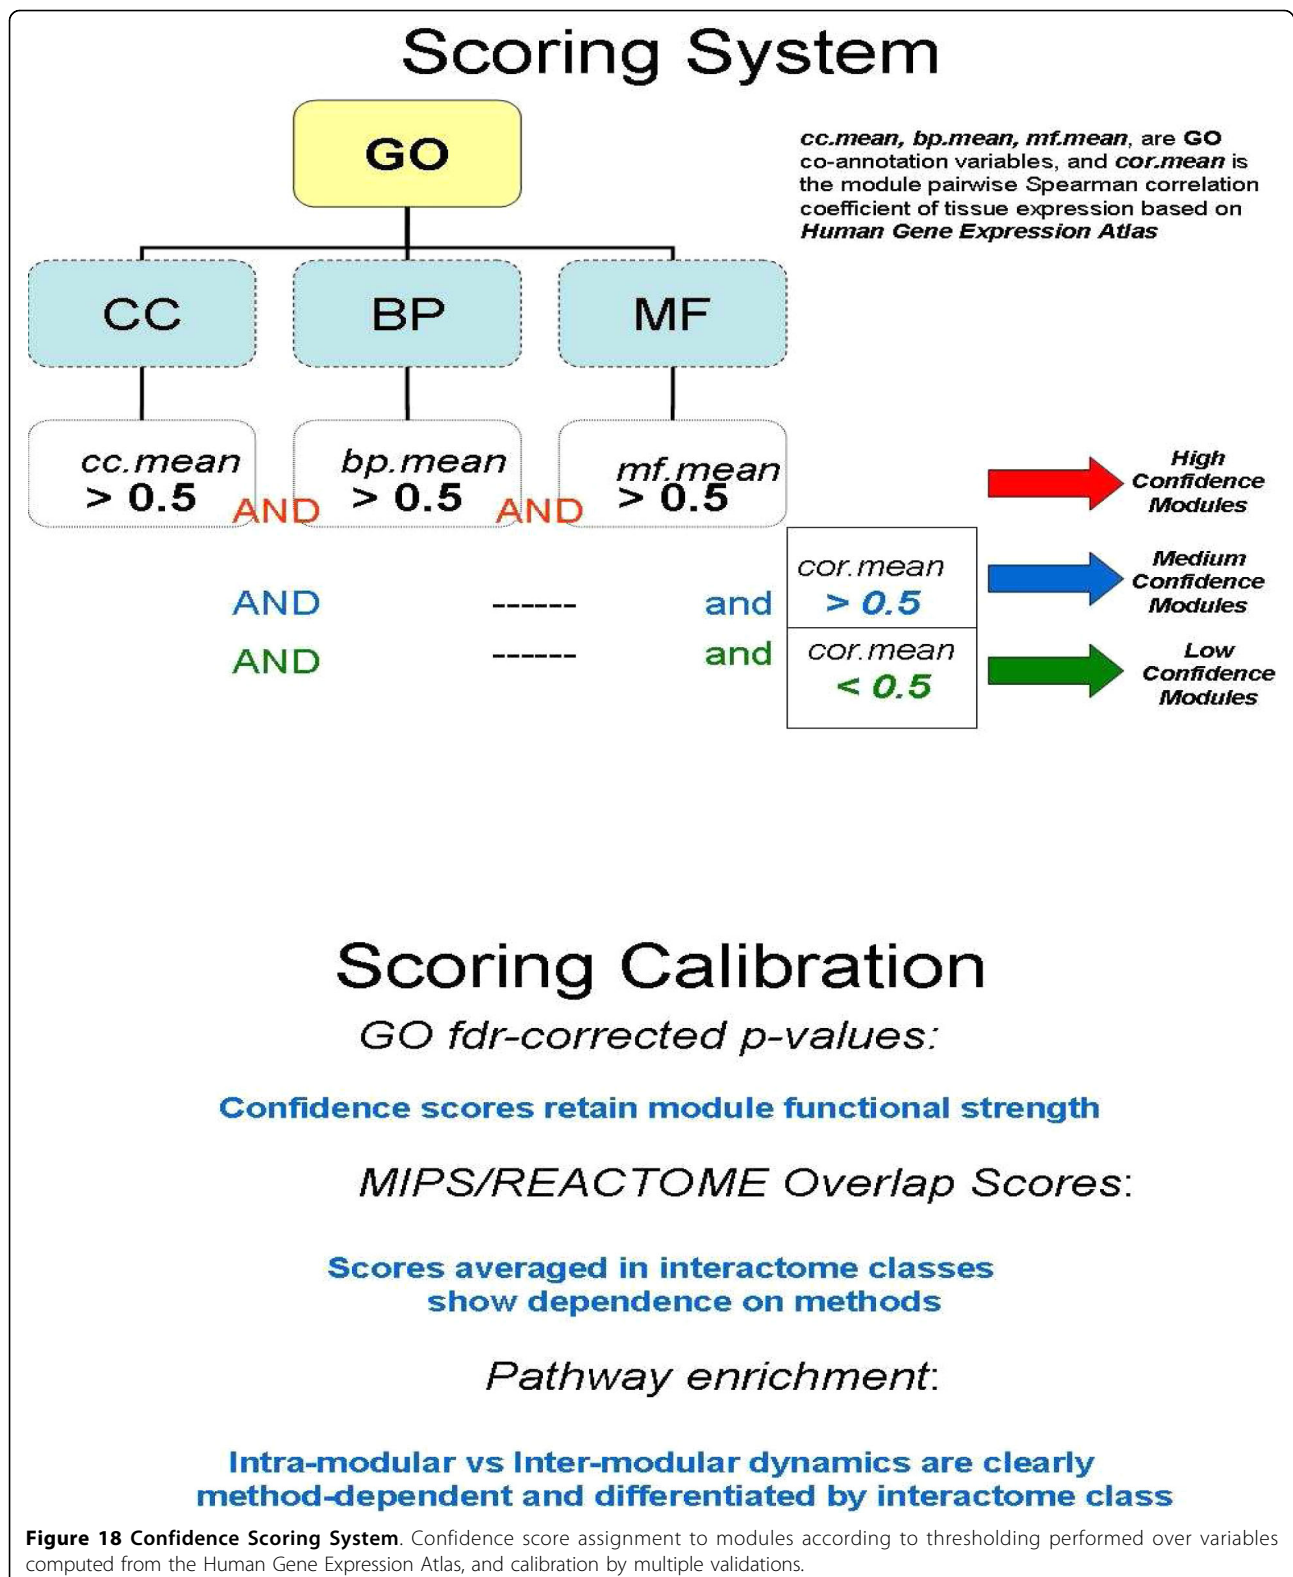 Scoring System
GO
cc.mean, bp.mean, mf.mean, are GO
co-annotation variables, and cor.mean is
the module pairwise Spearman correlation
coefficient of tissue expression based on
Human Gene Expression Atlas
CC
BP
MF
cc.mean
> 0.5
AND
bp.mean
> 0.5
AND
mf.mean
> 0.5
High
Confidence
Modules
AND
------
and
cor.mean
> 0.5
Medium
Confidence
Modules
AND
------
and
cor.mean
< 0.5
Low
Confidence
Modules
Scoring Calibration
GO fdr-corrected p-values:
Confidence scores retain module functional strength
MIPS/REACTOME Overlap Scores:
Scores averaged in interactome classes
show dependence on methods
Pathway enrichment:
Intra-modular vs Inter-modular dynamics are clearly
method-dependent and differentiated by interactome class
Figure 18 Confidence Scoring System. Confidence score assignment to modules according to thresholding performed over variables
computed from the Human Gene Expression Atlas, and calibration by multiple validations.